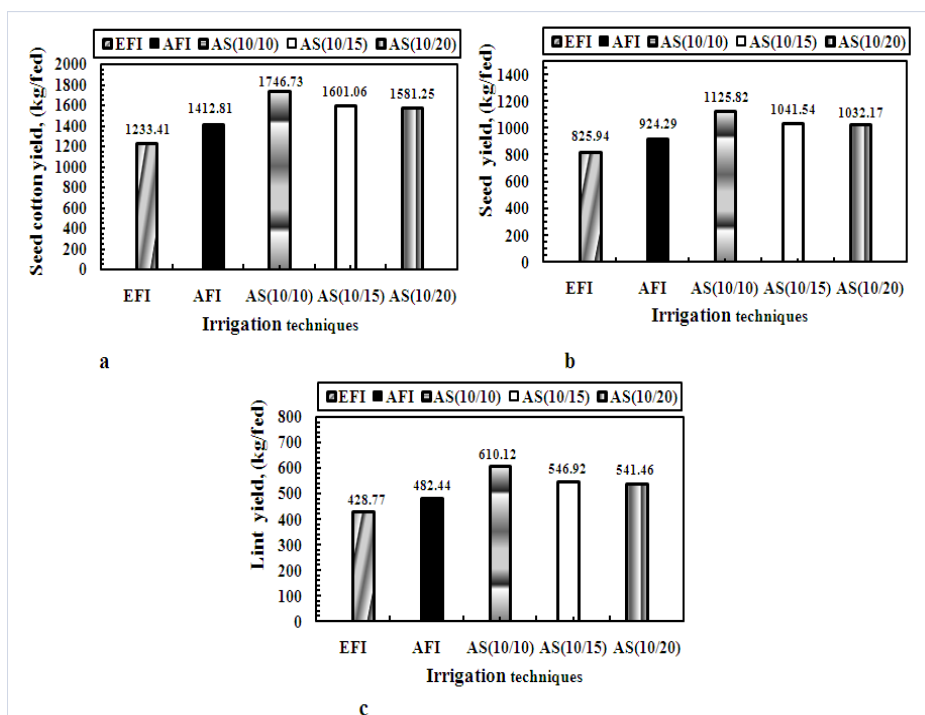 EFI AFI AS(10/10) AS(10/15) AS(10/20)
Seed cotton yield, (kg/fed)
2000
1800
1600
1400
1200
1000
800
600
400
200
0
1233.41
1412.81
1746.73
1601.06
1581.25
EFI AFI AS(10/10) AS(10/15) AS(10/20)
Irrigation techniques
a
EFI AFI AS(10/10) AS(10/15) AS(10/20)
Seed yield, (kg/fed)
1400
1200
1000
800
600
400
200
0
825.94
924.29
1125.82
1041.54
1032.17
EFI AFI AS(10/10) AS(10/15) AS(10/20)
Irrigation techniques
b
EFI AFI AS(10/10) AS(10/15) AS(10/20)
Lint yield, (kg/fed)
800
700
600
500
400
300
200
100
0
428.77
482.44
610.12
546.92
541.46
EFI AFI AS(10/10) AS(10/15) AS(10/20)
Irrigation techniques
c